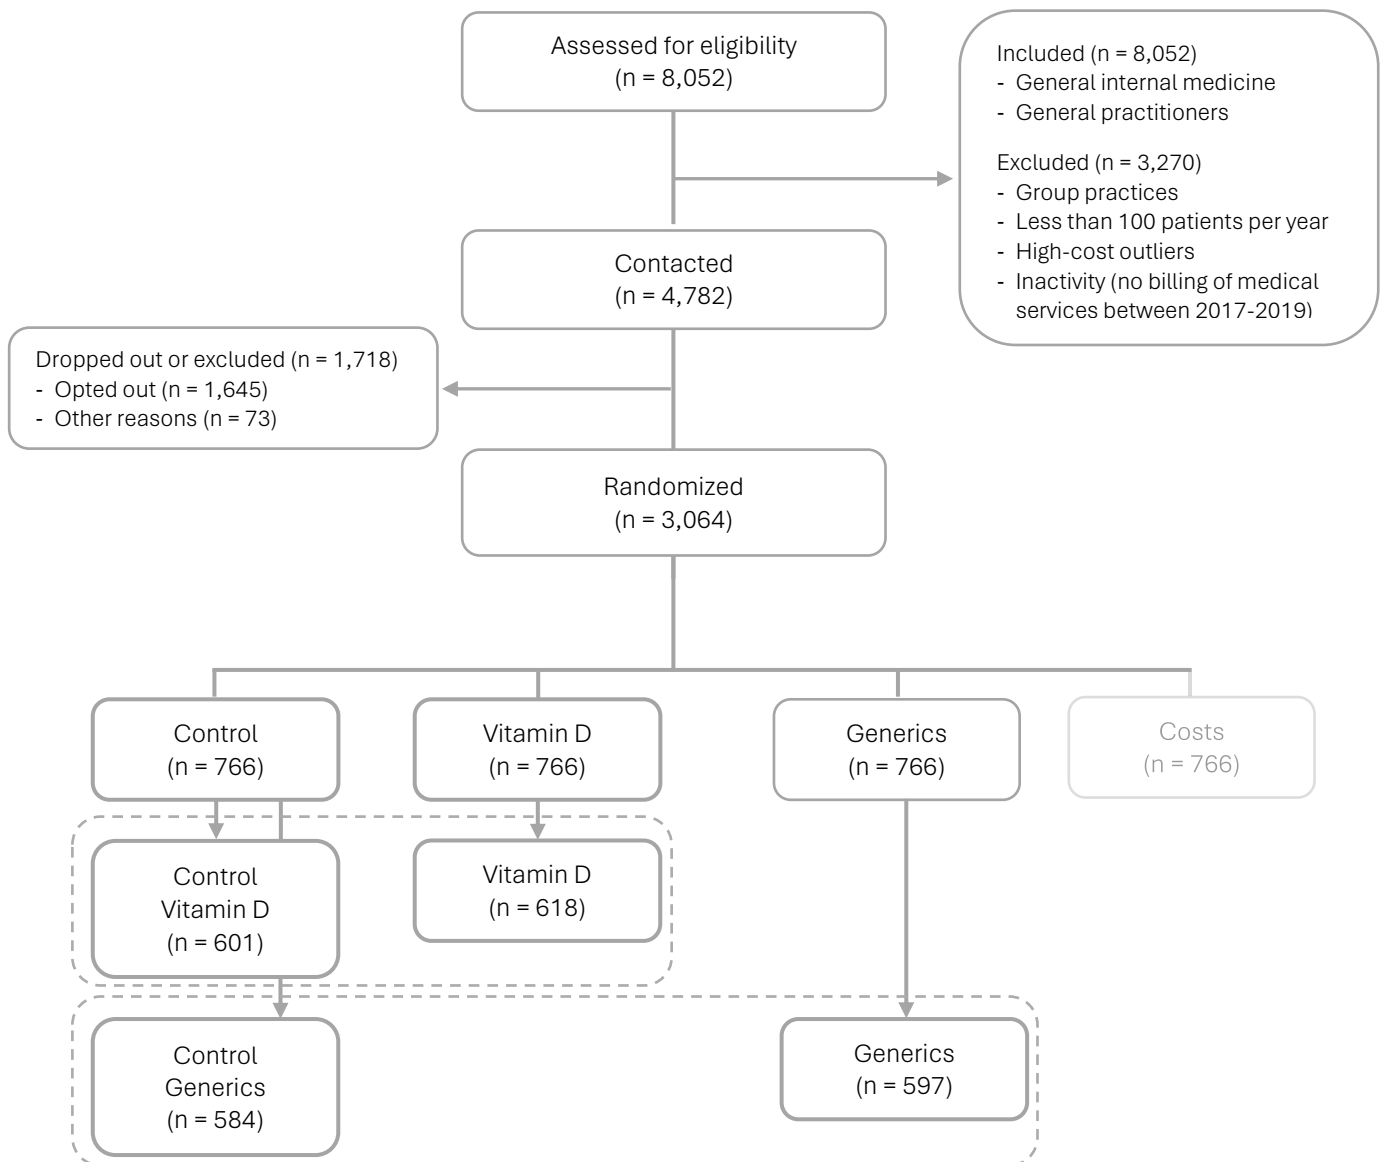 Assessed for eligibility
(n = 8,052)
Included (n = 8,052)
- General internal medicine
- General practitioners
Excluded (n = 3,270)
- Group practices
- Less than 100 patients per year
- High-cost outliers
- Inactivity (no billing of medical
services between 2017-2019)
Contacted
(n = 4,782)
Dropped out or excluded (n = 1,718)
- Opted out (n = 1,645)
- Other reasons (n = 73)
Randomized
(n = 3,064)
Control
(n = 766)
Vitamin D
(n = 766)
Generics
(n = 766)
Costs
(n = 766)
Control
Vitamin D
(n = 601)
Vitamin D
(n = 618)
Control
Generics
(n = 584)
Generics
(n = 597)